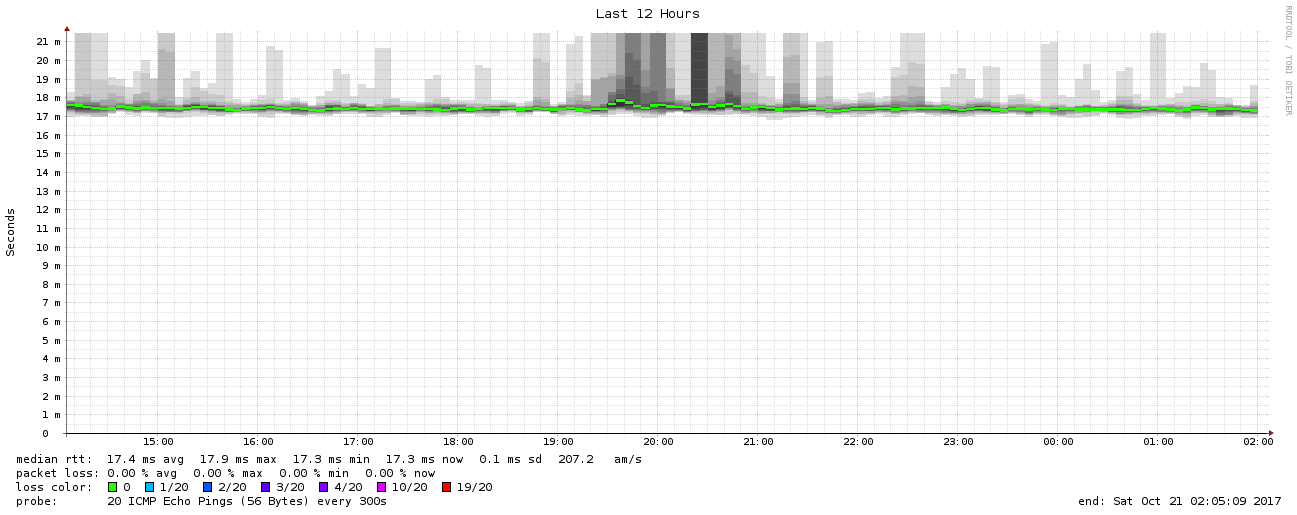 Last 12 Hours
RRDTOOL / TOBI OETIKER
Seconds
21 m
20 m
19 m
18 m
17 m
16 m
15 m
14 m
13 m
12 m
11 m
10 m
9 m
8 m
7 m
6 m
5 m
4 m
3 m
2 m
1 m
0
15:00 16:00 17:00 18:00 19:00 20:00 21:00 22:00 23:00 00:00 01:00 02:00
median rtt: 17.4 ms avg 17.9 ms max 17.3 ms min 17.3 ms now 0.1 ms sd 207.2 am/s
packet loss: 0.00 % avg 0.00 % max 0.00 % min 0.00 % now
loss color: 0 1/20 2/20 3/20 4/20 10/20 19/20
probe: 20 ICMP Echo Pings (56 Bytes) every 300s end: Sat Oct 21 02:05:09 2017